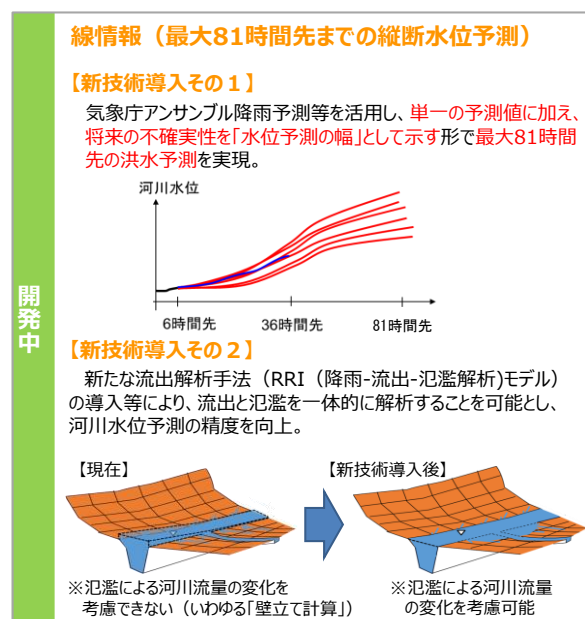 線情報（最大81時間先までの縦断水位予測）
【新技術導入その１】
気象庁アンサンブル降雨予測等を活用し、単一の予測値に加え、
将来の不確実性を「水位予測の幅」として示す形で最大81時間
先の洪水予測を実現。
河川水位
6時間先
36時間先
81時間先
開発中
【新技術導入その２】
新たな流出解析手法（RRI（降雨-流出-氾濫解析)モデル）
の導入等により、流出と氾濫を一体的に解析することを可能とし、
河川水位予測の精度を向上。
【現在】
【新技術導入後】
※氾濫による河川流量の変化を
考慮できない（いわゆる「壁立て計算」）
※氾濫による河川流量
の変化を考慮可能